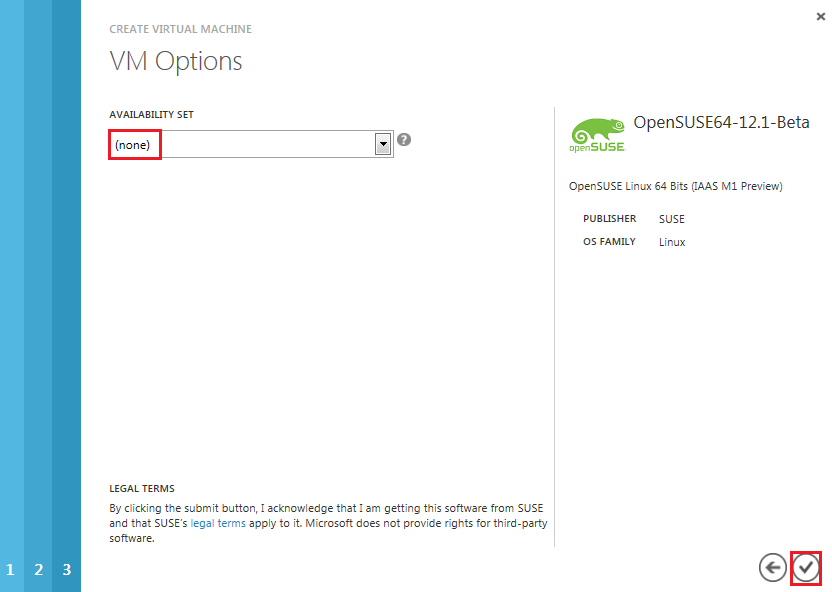 CREATE VIRTUAL MACHINE
VM Options
AVAILABILITY SET
(none)
?
openSUSE
OpenSUSE64-12.1-Beta
OpenSUSE Linux 64 Bits (IAAS M1 Preview)
PUBLISHER SUSE
OS FAMILY Linux
LEGAL TERMS
By clicking the submit button, I acknowledge that I am getting this software from SUSE
and that SUSE's legal terms apply to it. Microsoft does not provide rights for third-party
software.
1 2 3